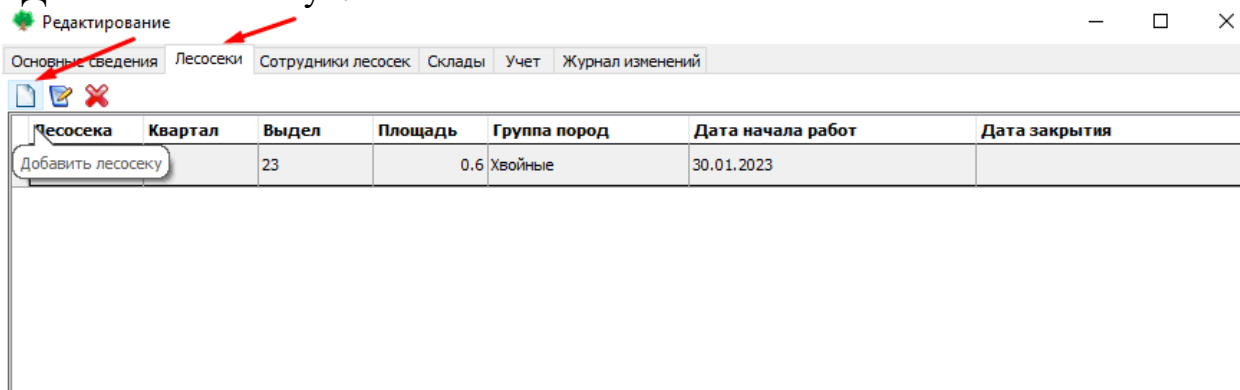 Редактирование
Основные сведения Лесосеки Сотрудники лесосек Склады Учет Журнал изменений
Лесосека Квартал Выдел Площадь Группа пород Дата начала работ Дата закрытия
Добавить лесосеку 23 0.6 Хвойные 30.01.2023